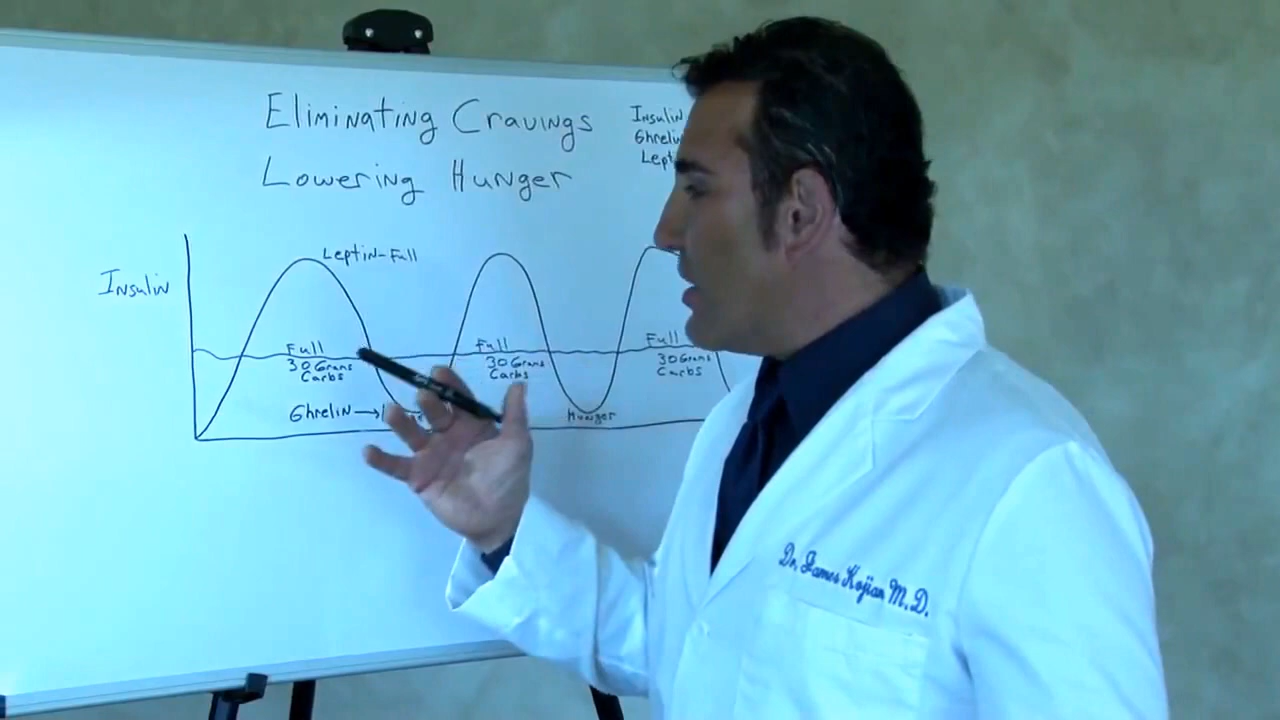 Eliminating Cravings
Lowering Hunger
Insulin
Ghrelin
Lept
Leptin-Full
Insulin
Full
30 Grams
Carbs
Full
30 Grams
Carbs
Full
30 Grams
Carbs
Ghrelin
Hunger
Dr. James Kojian M.D.